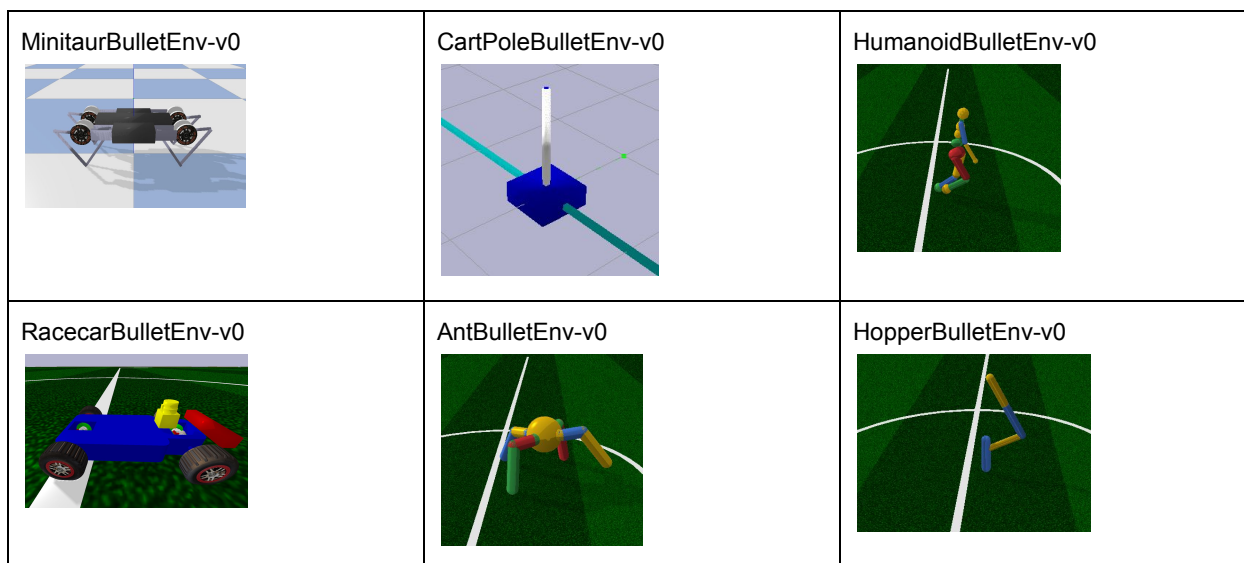 MinitaurBulletEnv-v0
CartPoleBulletEnv-v0
HumanoidBulletEnv-v0
RacecarBulletEnv-v0
AntBulletEnv-v0
HopperBulletEnv-v0